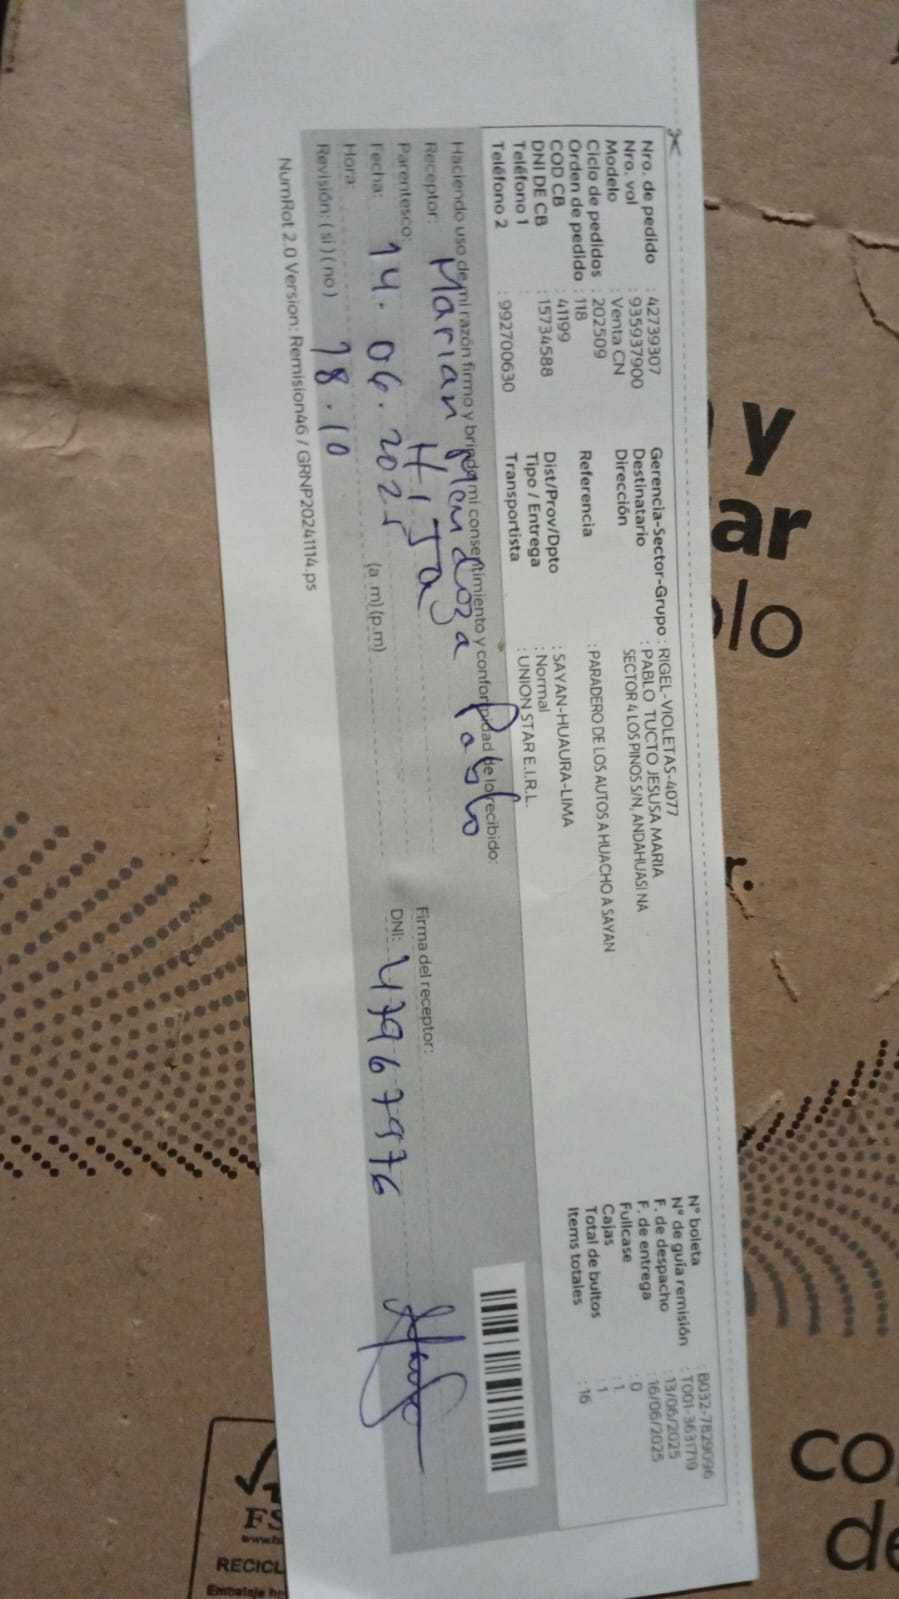 Nro. de pedido : 42739307
Nro. vol : 935937900
Modelo : Venta CN
Ciclo de pedidos : 202509
Orden de pedido : 118
COD CB : 41199
DNI DE CB : 15734588
Teléfono 1 :
Teléfono 2 : 992700630
Gerencia-Sector-Grupo : RIGEL-VIOLETAS-4077
Destinatario : PABLO TUCTO JESUSA MARIA
Dirección SECTOR 4 LOS PINOS S/N, ANDAHUASI NA
Referencia : PARADERO DE LOS AUTOS A HUACHO A SAYAN
Dist/Prov/Dpto : SAYAN-HUAURA-LIMA
Tipo / Entrega : Normal
Transportista : UNION STAR E.I.R.L.
N° boleta : B032-7829096
N° de guía remisión : T001-3631719
F. de despacho : 13/06/2025
F. de entrega : 16/06/2025
Fullcase : 0
Cajas : 1
Total de bultos : 1
Items totales : 16
Haciendo uso de mi razón firmo y brindo mi consentimiento y conformidad de lo recibido:
Receptor: Marian Mendoza Pablo
Parentesco: HIJA
Fecha: 14.06.2025 (a.m) (p.m)
Hora: 18.10
Revisión: ( si ) ( no )
Firma del receptor:
DNI: 47967976
NumRot 2.0 Version: Remision46 / GRNP20241114.ps
y
ar
olo
co
de
FS
RECICL